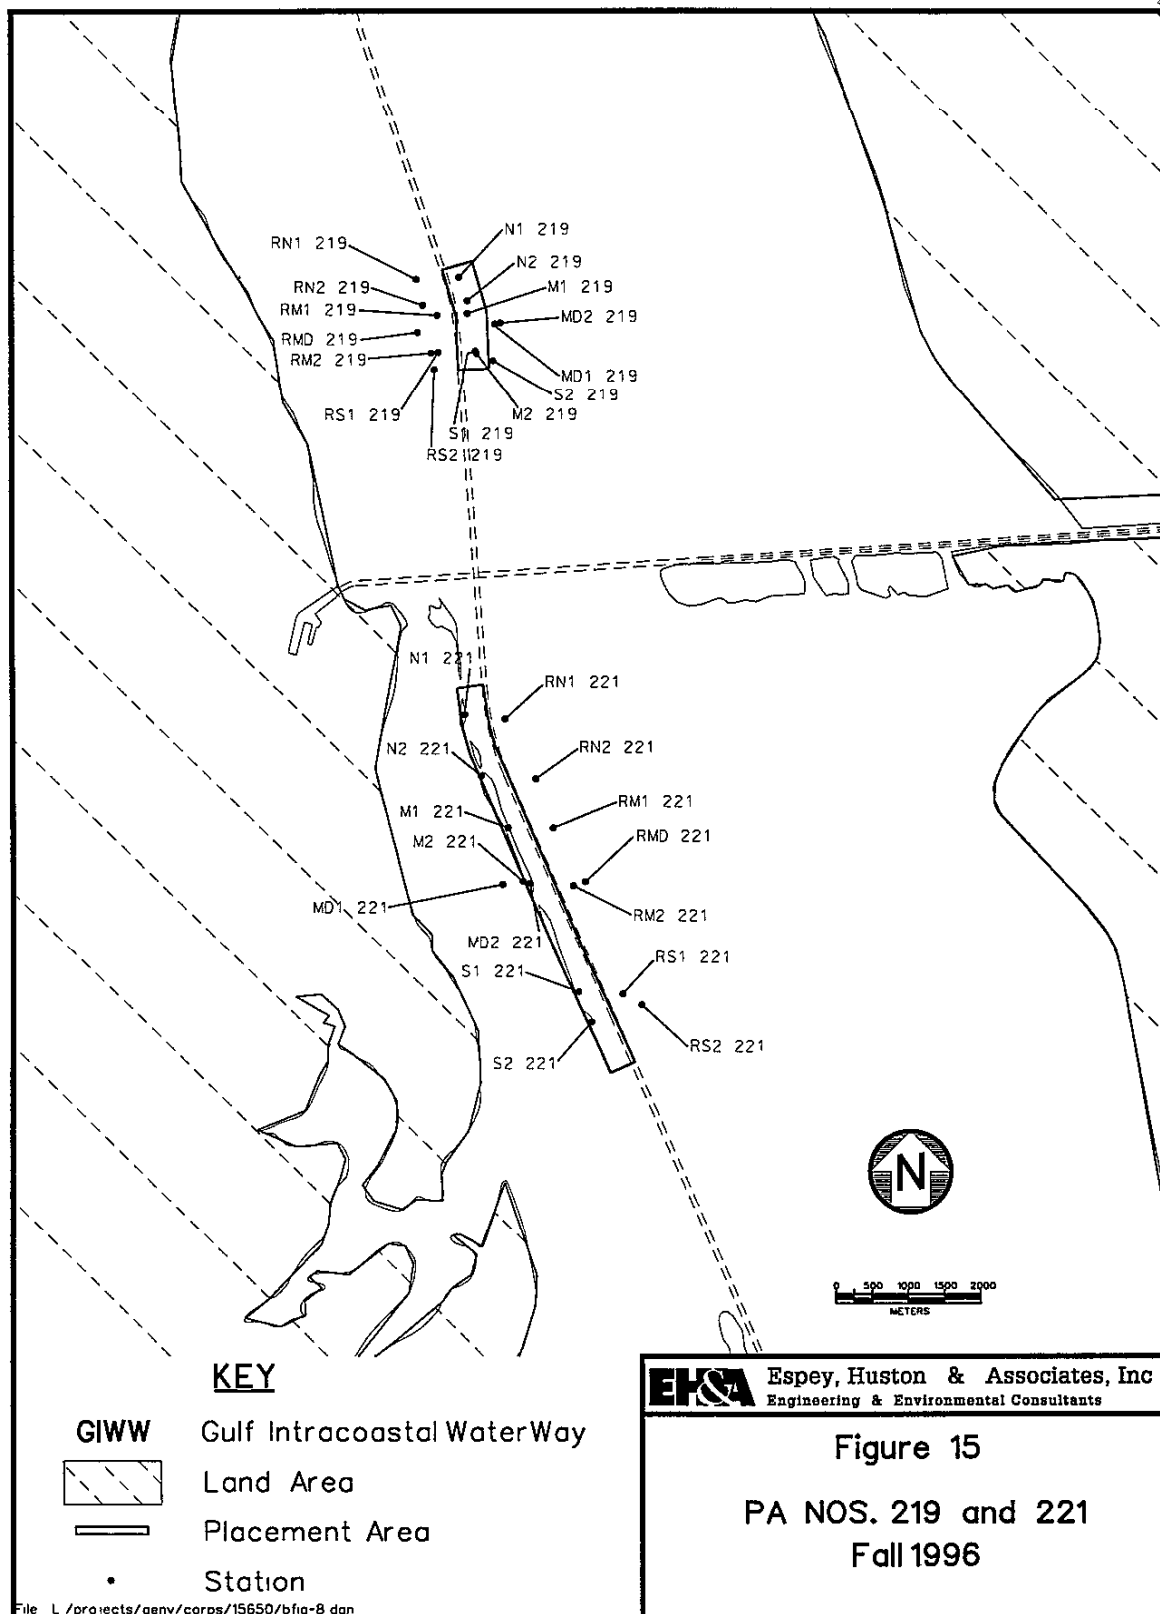 N1 219
RN1 219
N2 219
RN2 219
M1 219
RM1 219
MD2 219
RMD 219
RM2 219
MD1 219
S2 219
RS1 219
M2 219
S1 219
RS2 219
N1 221
RN1 221
N2 221
RN2 221
M1 221
RM1 221
M2 221
RMD 221
MD1 221
RM2 221
MD2 221
S1 221
RS1 221
S2 221
RS2 221
N
0 500 1000 1500 2000
METERS
KEY
GIWW Gulf Intracoastal WaterWay
Land Area
Placement Area
Station
File L /projects/genv/corps/15650/bfig-8 dgn
EH&A Espey, Huston & Associates, Inc
Engineering & Environmental Consultants
Figure 15
PA NOS. 219 and 221
Fall 1996